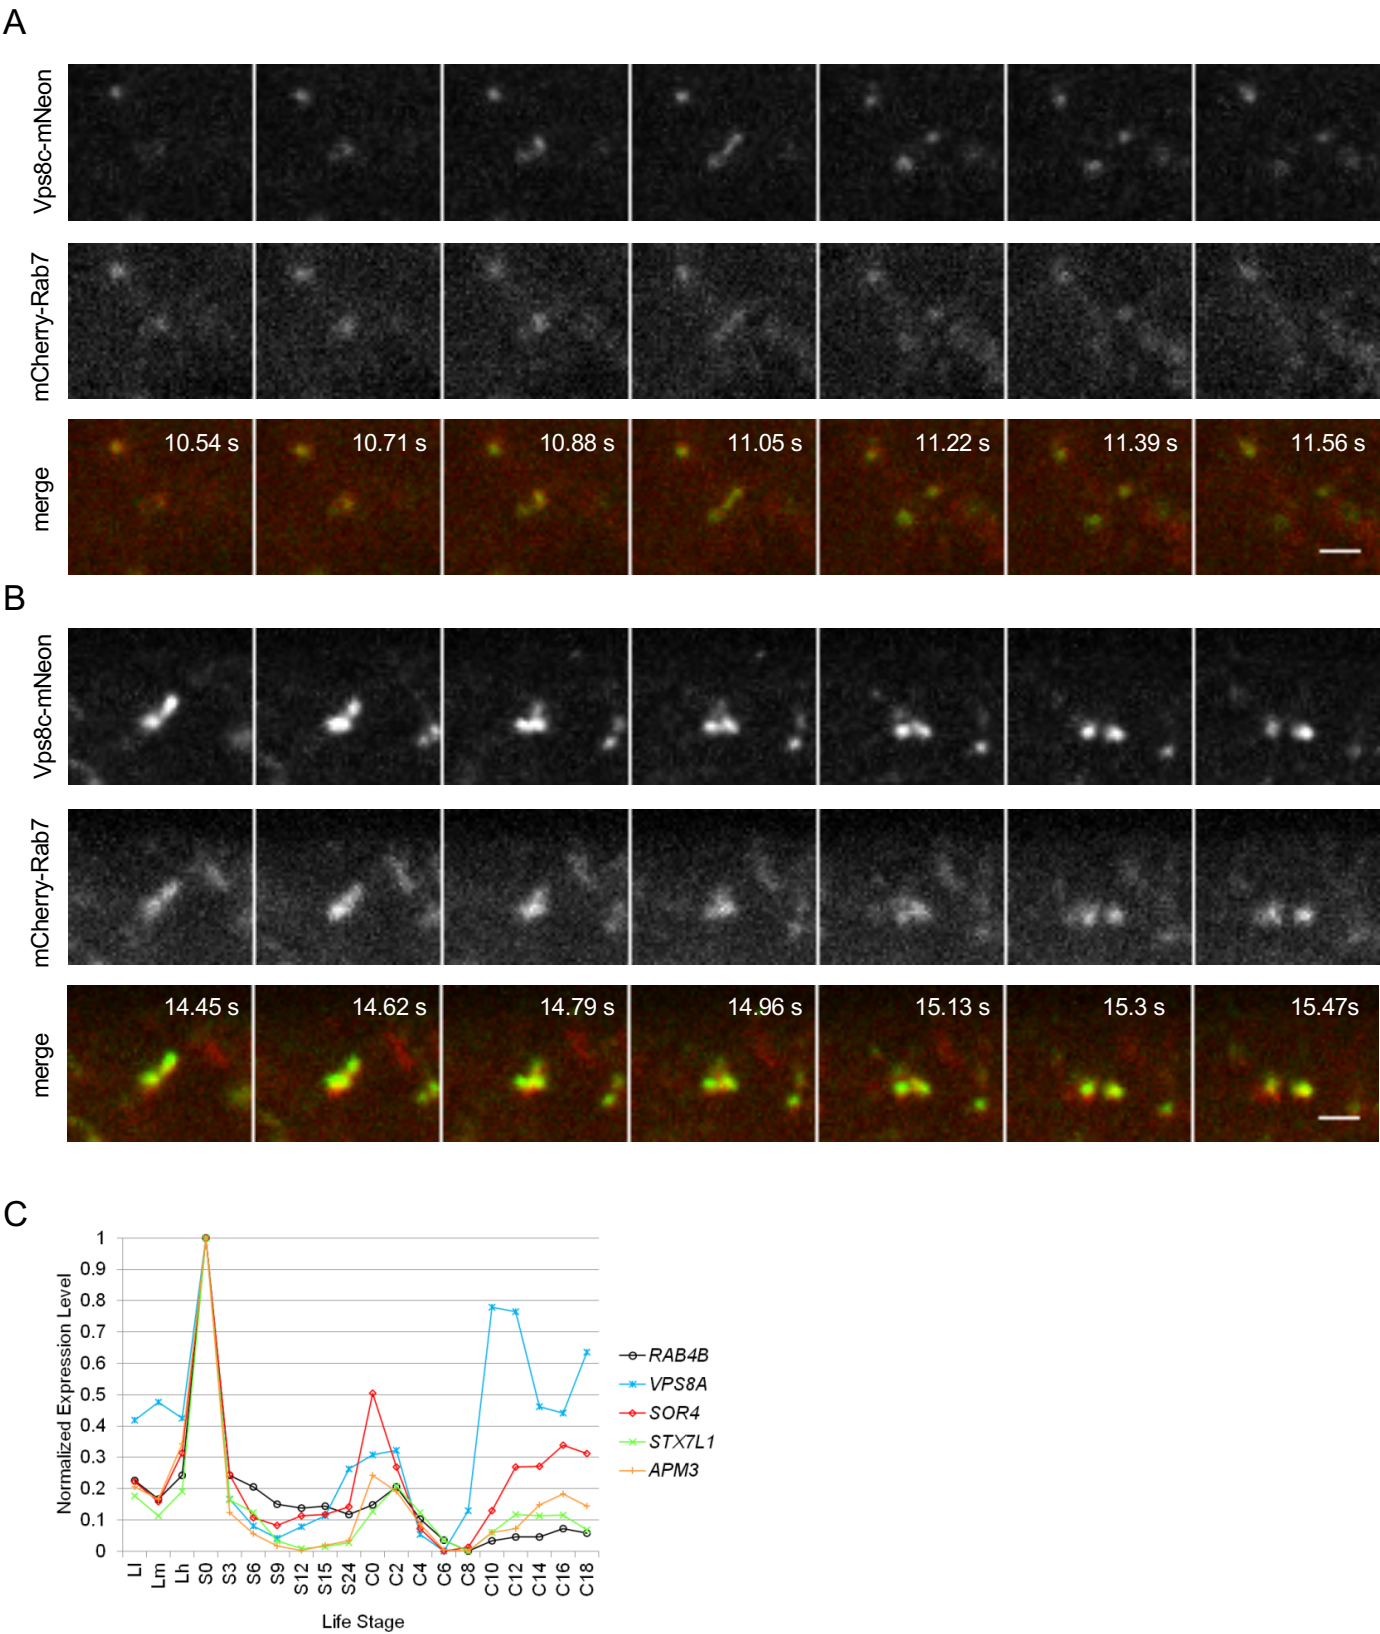 A
Vps8c-mNeon
mCherry-Rab7
merge
10.54 s
10.71 s
10.88 s
11.05 s
11.22 s
11.39 s
11.56 s
B
Vps8c-mNeon
mCherry-Rab7
merge
14.45 s
14.62 s
14.79 s
14.96 s
15.13 s
15.3 s
15.47s
C
Normalized Expression Level
1
0.9
0.8
0.7
0.6
0.5
0.4
0.3
0.2
0.1
0
Ll
Lm
Lh
S0
S3
S6
S9
S12
S15
S24
C0
C2
C4
C6
C8
C10
C12
C14
C16
C18
Life Stage
RAB4B
VPS8A
SOR4
STX7L1
APM3